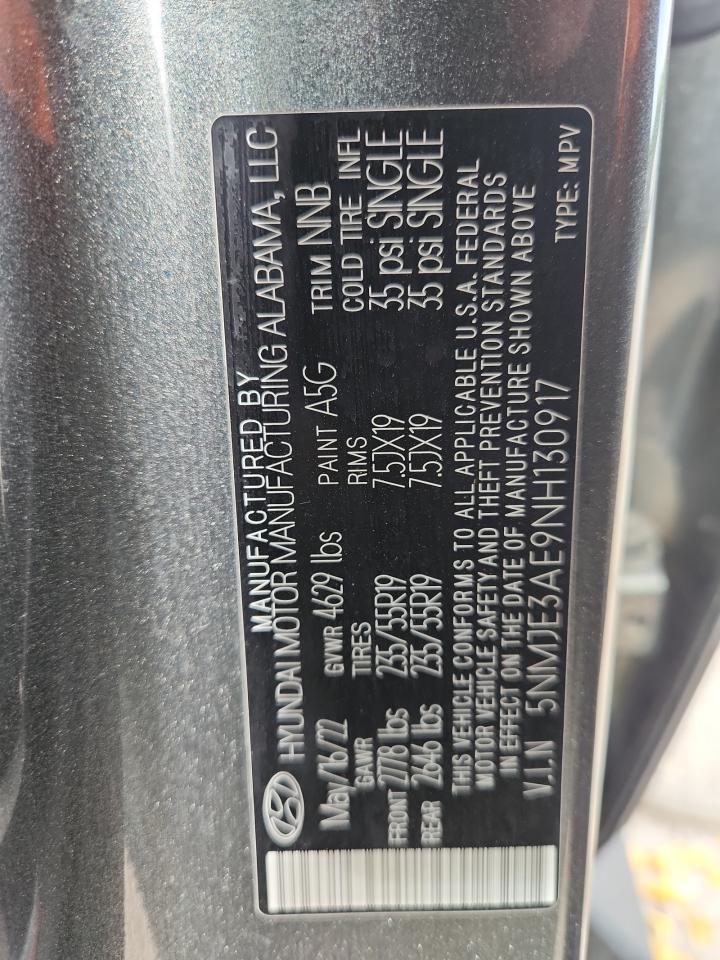 MANUFACTURED BY
HYUNDAI MOTOR MANUFACTURING ALABAMA, LLC
May/16/22 GVWR 4629 lbs PAINT A5G TRIM NNB
GAWR TIRES RIMS COLD TIRE INFL
FRONT 2778 lbs 235/55R19 7.5JX19 35 psi SINGLE
REAR 2646 lbs 235/55R19 7.5JX19 35 psi SINGLE
THIS VEHICLE CONFORMS TO ALL APPLICABLE U.S.A. FEDERAL
MOTOR VEHICLE SAFETY AND THEFT PREVENTION STANDARDS
IN EFFECT ON THE DATE OF MANUFACTURE SHOWN ABOVE
V.I.N 5NMJE3AE9NH130917 TYPE: MPV